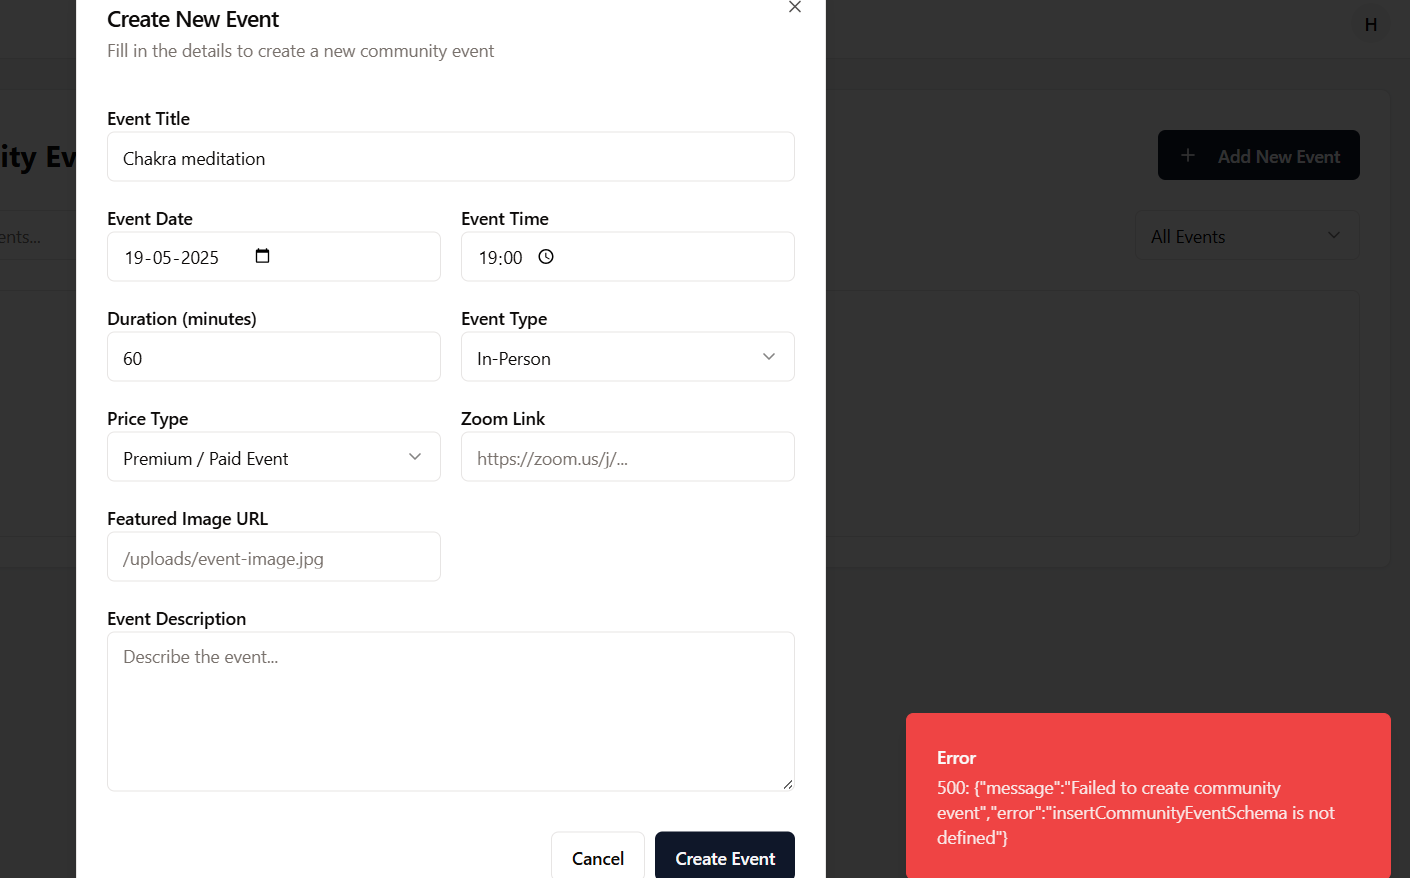 Create New Event
Fill in the details to create a new community event
H
Event Title
Chakra meditation
ity Ev
Add New Event
Event Date
Event Time
19-05-2025
19:00
ents...
All Events
Duration (minutes)
Event Type
60
In-Person
Price Type
Zoom Link
Premium / Paid Event
https://zoom.us/j/...
Featured Image URL
/uploads/event-image.jpg
Event Description
Describe the event...
Cancel
Create Event
Error
500: {"message":"Failed to create community
event","error":"insertCommunityEventSchema is not
defined"}